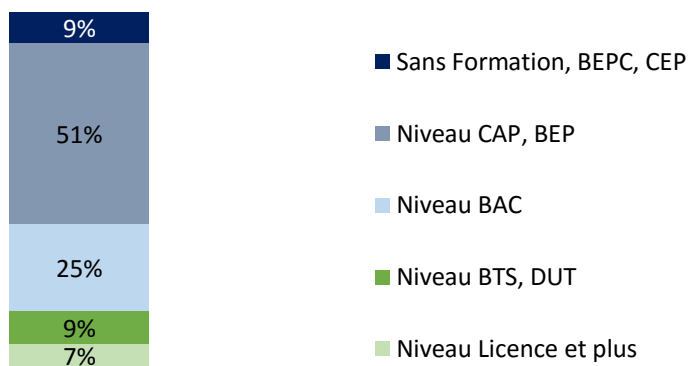 9%
51%
25%
9%
7%
Sans Formation, BEPC, CEP
Niveau CAP, BEP
Niveau BAC
Niveau BTS, DUT
Niveau Licence et plus